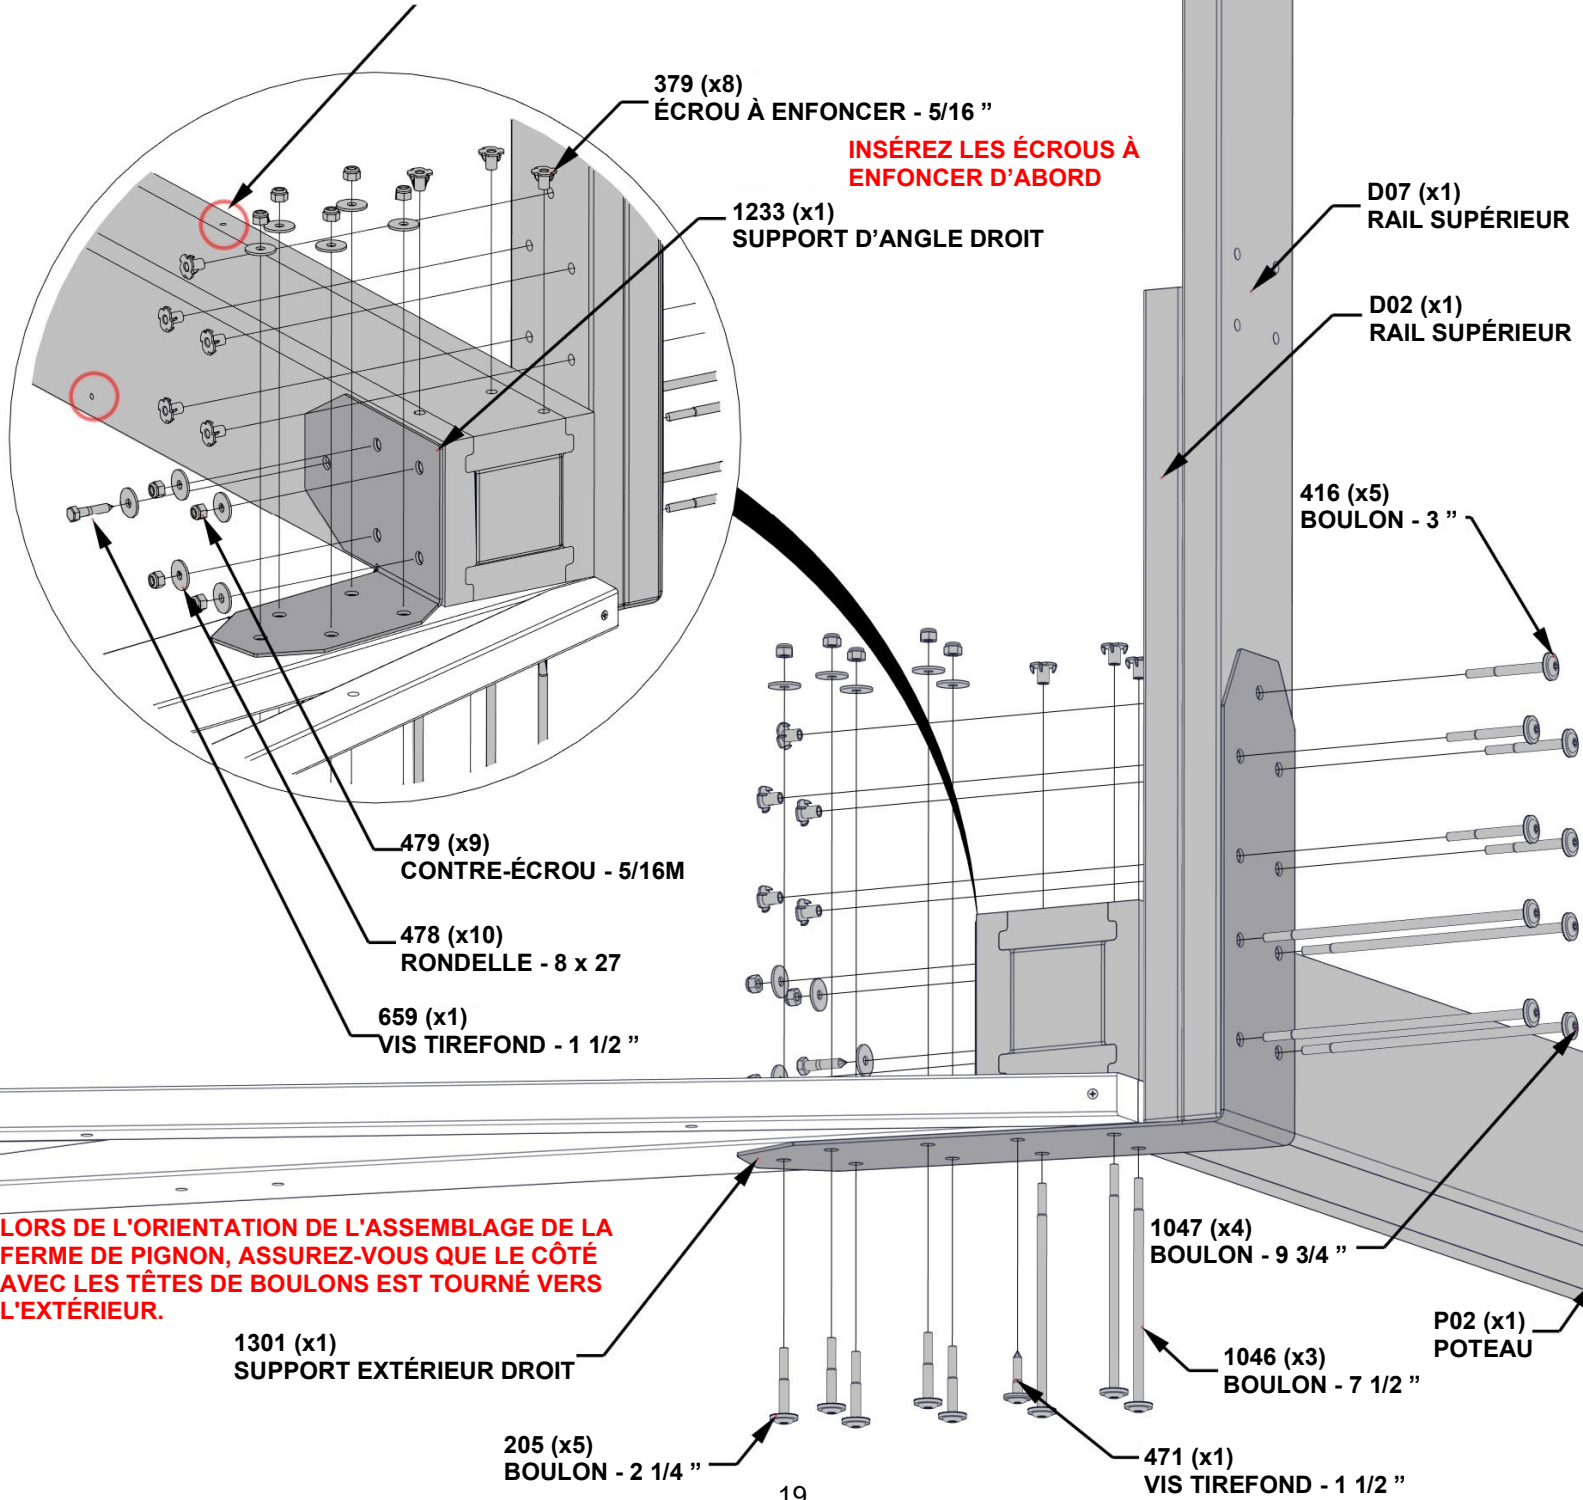 379 (x8)
ÉCROU À ENFONCER - 5/16 ”
INSÉREZ LES ÉCROUS À
ENFONCER D’ABORD
1233 (x1)
SUPPORT D’ANGLE DROIT
D07 (x1)
RAIL SUPÉRIEUR
D02 (x1)
RAIL SUPÉRIEUR
416 (x5)
BOULON - 3 ”
479 (x9)
CONTRE-ÉCROU - 5/16M
478 (x10)
RONDELLE - 8 x 27
659 (x1)
VIS TIREFOND - 1 1/2 ”
LORS DE L'ORIENTATION DE L'ASSEMBLAGE DE LA
FERME DE PIGNON, ASSUREZ-VOUS QUE LE CÔTÉ
AVEC LES TÊTES DE BOULONS EST TOURNÉ VERS
L'EXTÉRIEUR.
1047 (x4)
BOULON - 9 3/4 ”
P02 (x1)
POTEAU
1301 (x1)
SUPPORT EXTÉRIEUR DROIT
1046 (x3)
BOULON - 7 1/2 ”
205 (x5)
BOULON - 2 1/4 ”
471 (x1)
VIS TIREFOND - 1 1/2 ”
19